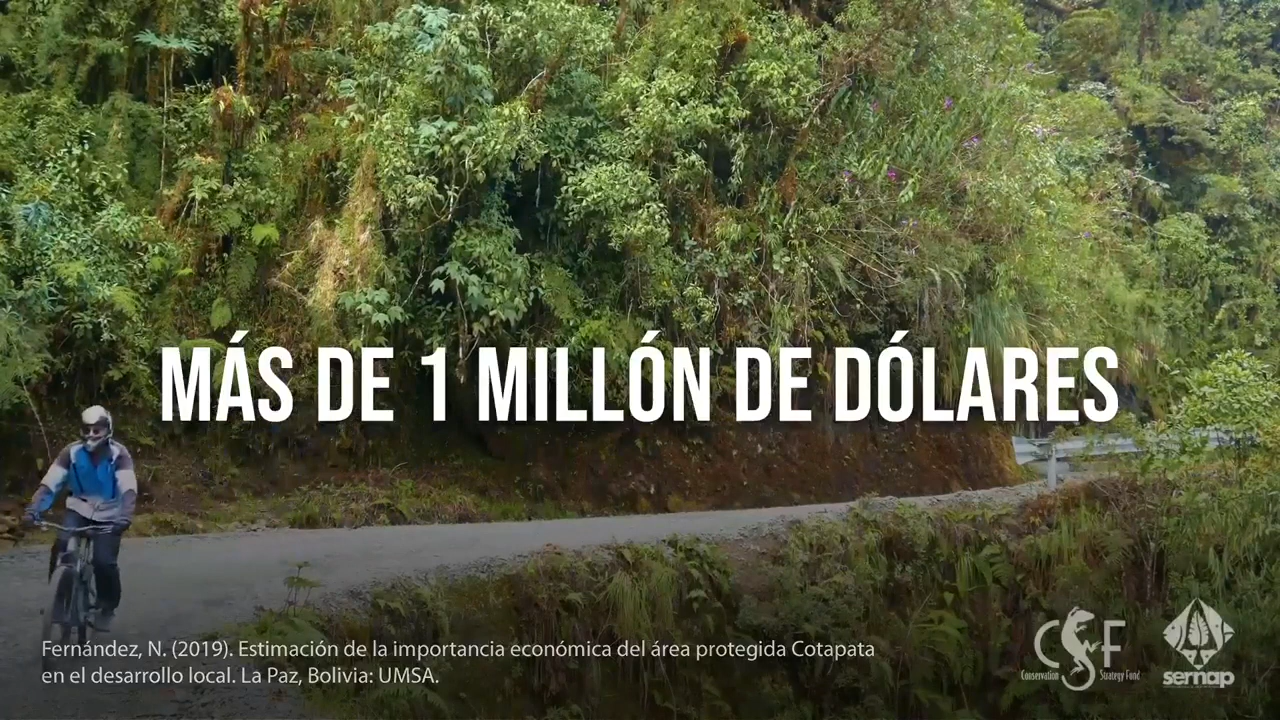 MÁS DE 1 MILLÓN DE DÓLARES
Fernández, N. (2019). Estimación de la importancia económica del área protegida Cotapata
en el desarrollo local. La Paz, Bolivia: UMSA.
CSF
Conservation Strategy Fund
sernap